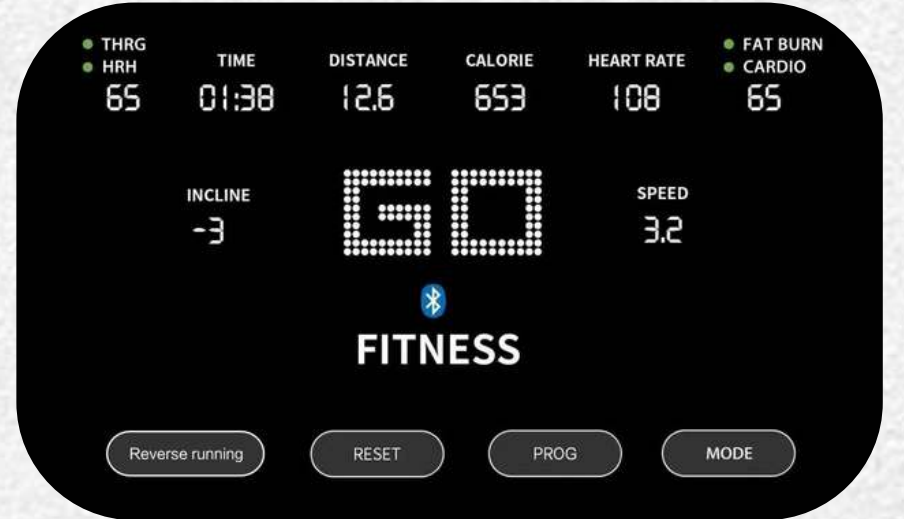 THRG
HRH
65
TIME
01:38
DISTANCE
12.6
CALORIE
653
HEART RATE
108
FAT BURN
CARDIO
65
INCLINE
-3
GO
SPEED
3.2
FITNESS
Reverse running
RESET
PROG
MODE